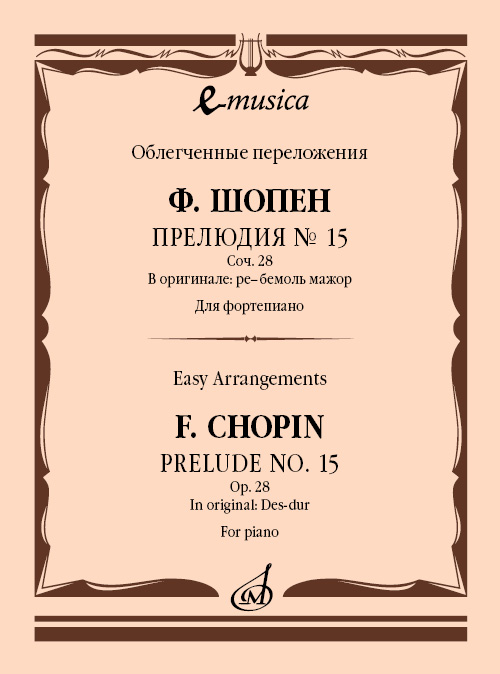 e-musica
Облегченные переложения
Ф. ШОПЕН
ПРЕЛЮДИЯ № 15
Соч. 28
В оригинале: ре–бемоль мажор
Для фортепиано
Easy Arrangements
F. CHOPIN
PRELUDE NO. 15
Op. 28
In original: Des-dur
For piano